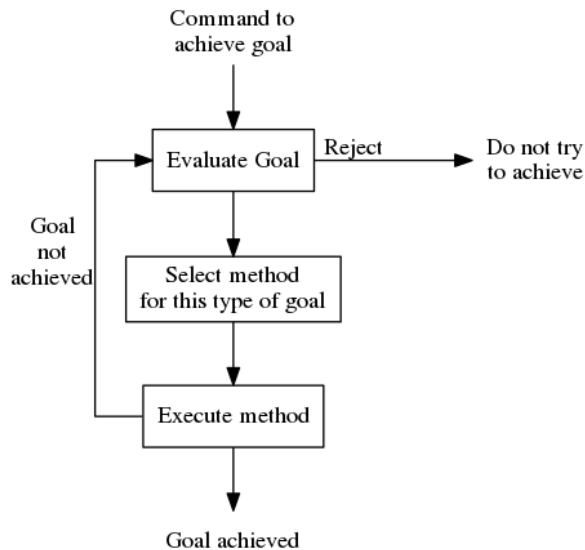 Command to
achieve goal
Evaluate Goal
Reject
Do not try
to achieve
Goal
not
achieved
Select method
for this type of goal
Execute method
Goal achieved